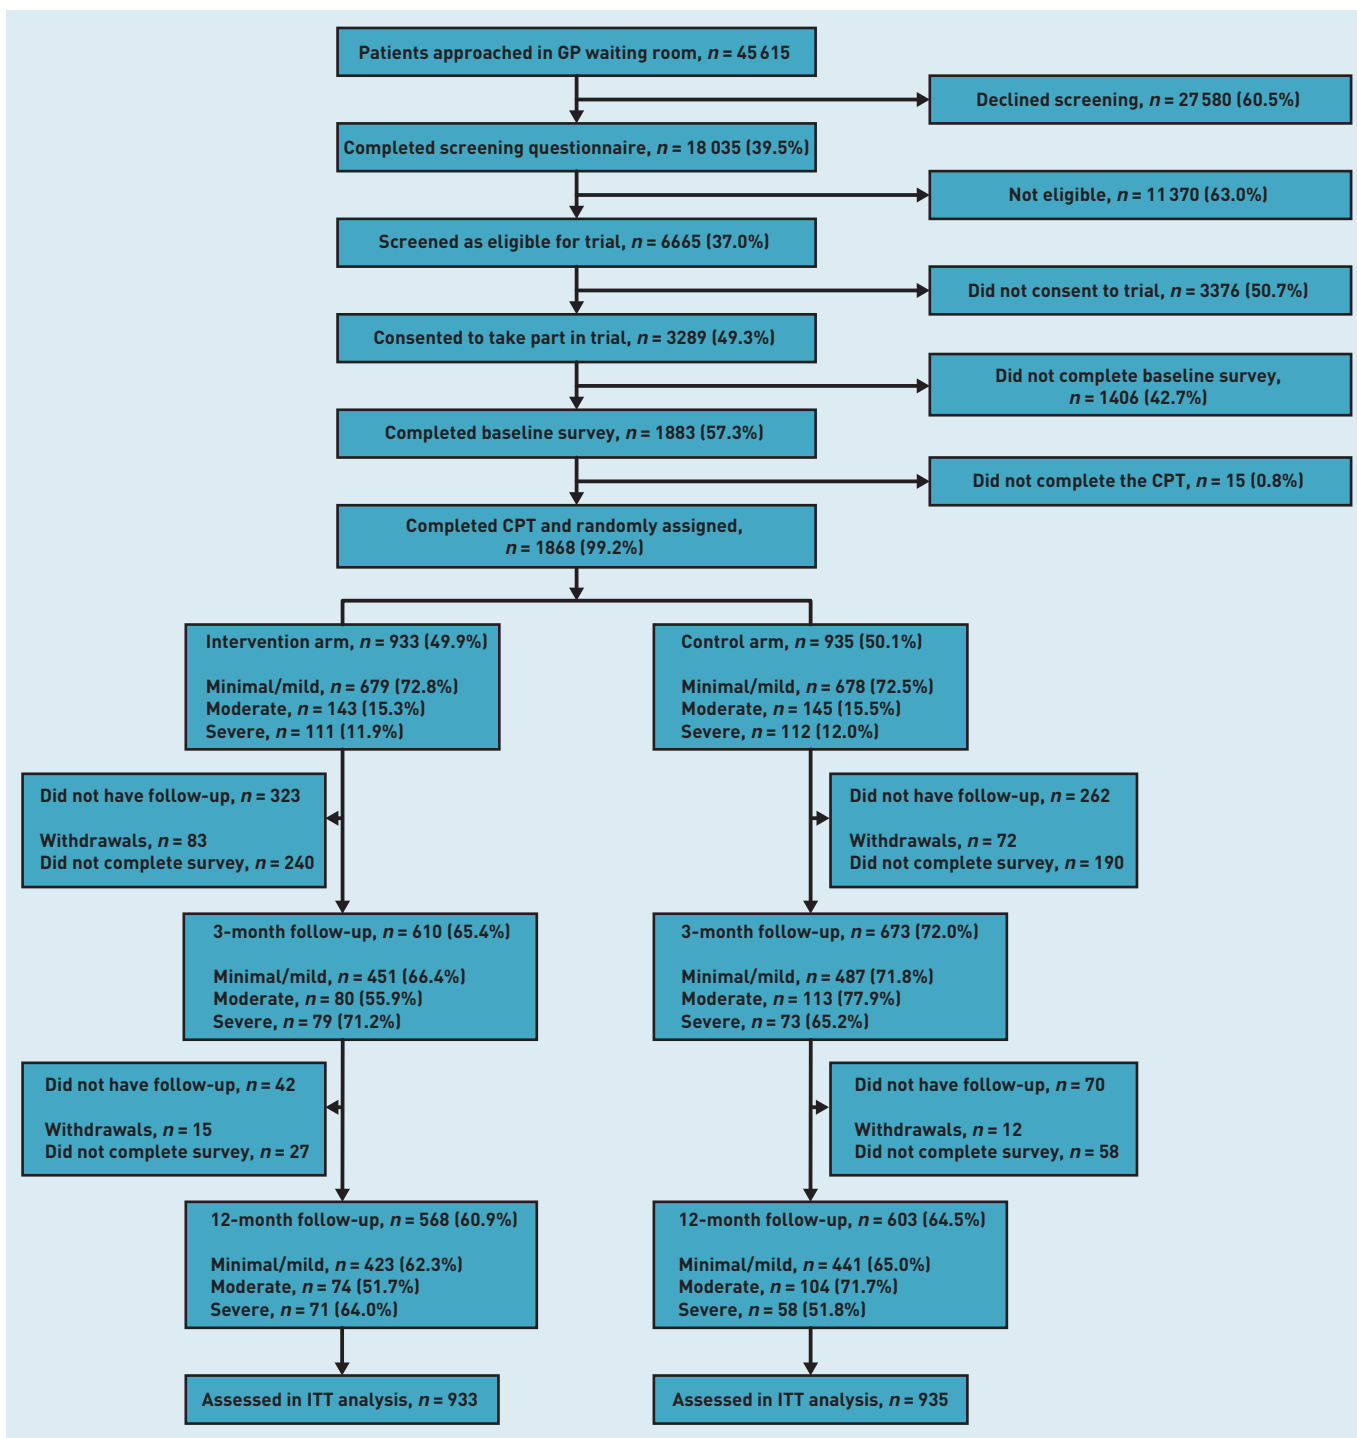 Patients approached in GP waiting room, n = 45 615
Declined screening, n = 27 580 (60.5%)
Completed screening questionnaire, n = 18 035 (39.5%)
Not eligible, n = 11 370 (63.0%)
Screened as eligible for trial, n = 6665 (37.0%)
Did not consent to trial, n = 3376 (50.7%)
Consented to take part in trial, n = 3289 (49.3%)
Did not complete baseline survey,
n = 1406 (42.7%)
Completed baseline survey, n = 1883 (57.3%)
Did not complete the CPT, n = 15 (0.8%)
Completed CPT and randomly assigned,
n = 1868 (99.2%)
Intervention arm, n = 933 (49.9%)
Minimal/mild, n = 679 (72.8%)
Moderate, n = 143 (15.3%)
Severe, n = 111 (11.9%)
Control arm, n = 935 (50.1%)
Minimal/mild, n = 678 (72.5%)
Moderate, n = 145 (15.5%)
Severe, n = 112 (12.0%)
Did not have follow-up, n = 323
Withdrawals, n = 83
Did not complete survey, n = 240
Did not have follow-up, n = 262
Withdrawals, n = 72
Did not complete survey, n = 190
3-month follow-up, n = 610 (65.4%)
Minimal/mild, n = 451 (66.4%)
Moderate, n = 80 (55.9%)
Severe, n = 79 (71.2%)
3-month follow-up, n = 673 (72.0%)
Minimal/mild, n = 487 (71.8%)
Moderate, n = 113 (77.9%)
Severe, n = 73 (65.2%)
Did not have follow-up, n = 42
Withdrawals, n = 15
Did not complete survey, n = 27
Did not have follow-up, n = 70
Withdrawals, n = 12
Did not complete survey, n = 58
12-month follow-up, n = 568 (60.9%)
Minimal/mild, n = 423 (62.3%)
Moderate, n = 74 (51.7%)
Severe, n = 71 (64.0%)
12-month follow-up, n = 603 (64.5%)
Minimal/mild, n = 441 (65.0%)
Moderate, n = 104 (71.7%)
Severe, n = 58 (51.8%)
Assessed in ITT analysis, n = 933
Assessed in ITT analysis, n = 935